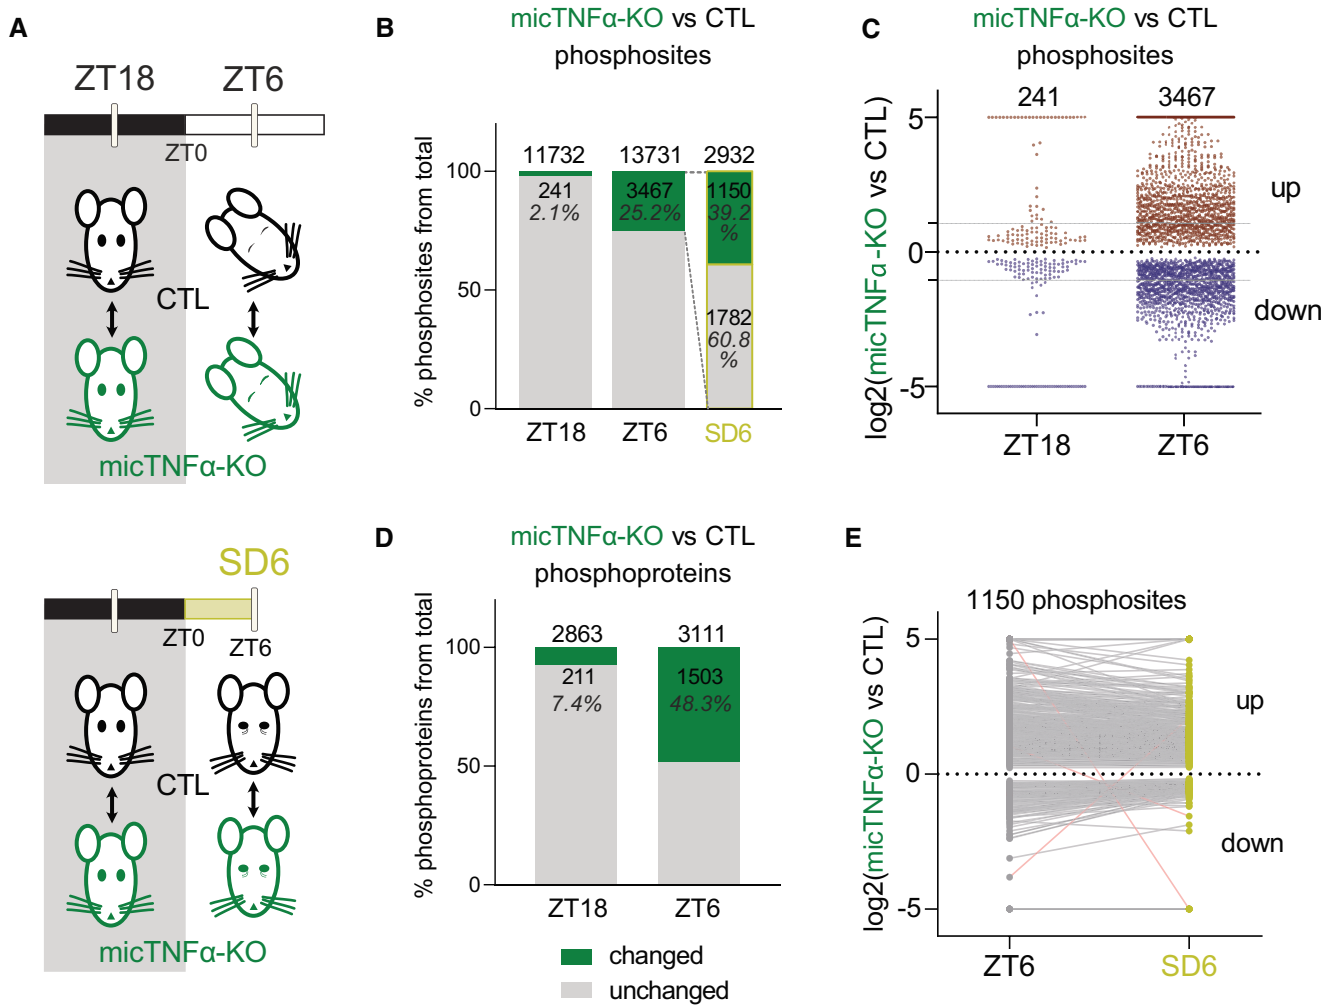 A
ZT18
ZT6
ZT0
CTL
micTNFα-KO
SD6
ZT0
ZT6
CTL
micTNFα-KO
B
micTNFα-KO vs CTL
phosphosites
% phosphosites from total
100
50
0
11732
13731
2932
241
2.1%
3467
25.2%
1150
39.2
%
1782
60.8
%
ZT18
ZT6
SD6
C
micTNFα-KO vs CTL
phosphosites
log2(micTNFα-KO vs CTL)
5
0
-5
241
3467
up
down
ZT18
ZT6
D
micTNFα-KO vs CTL
phosphoproteins
% phosphoproteins from total
100
50
0
2863
3111
211
7.4%
1503
48.3%
ZT18
ZT6
changed
unchanged
E
1150 phosphosites
log2(micTNFα-KO vs CTL)
5
0
-5
up
down
ZT6
SD6